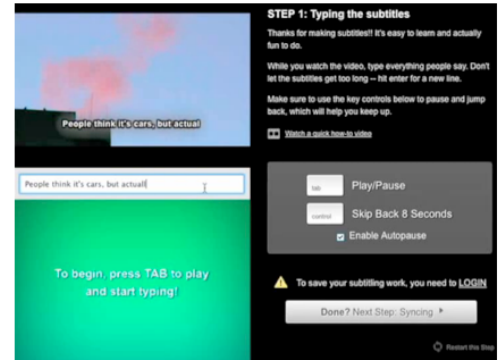 People think it's cars, but actual
People think it's cars, but actuall
To begin, press TAB to play
and start typing!
STEP 1: Typing the subtitles
Thanks for making subtitles!! It's easy to learn and actually
fun to do.
While you watch the video, type everything people say. Don't
let the subtitles get too long -- hit enter for a new line.
Make sure to use the key controls below to pause and jump
back, which will help you keep up.
Watch a quick how-to video
tab Play/Pause
control Skip Back 8 Seconds
Enable Autopause
To save your subtitling work, you need to LOGIN
Done? Next Step: Syncing
Restart this Step